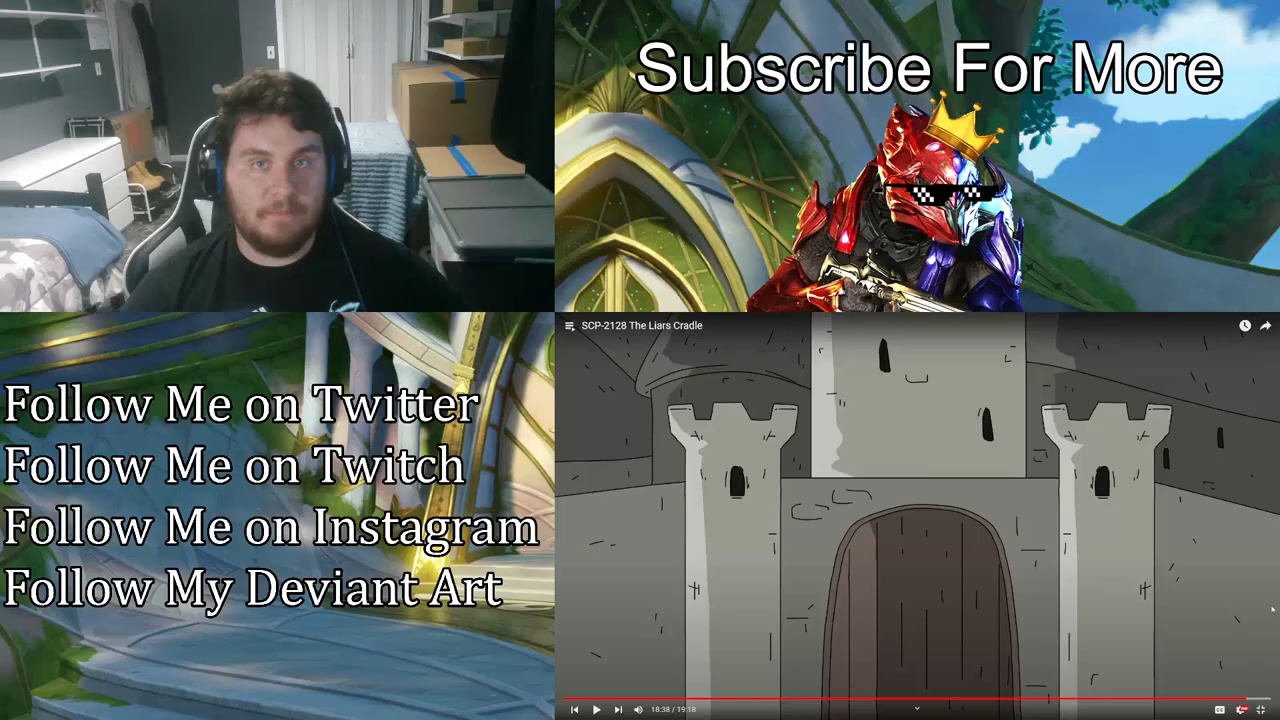 Subscribe For More
Follow Me on Twitter
Follow Me on Twitch
Follow Me on Instagram
Follow My Deviant Art
SCP-2128 The Liars Cradle
18:38 / 19:18